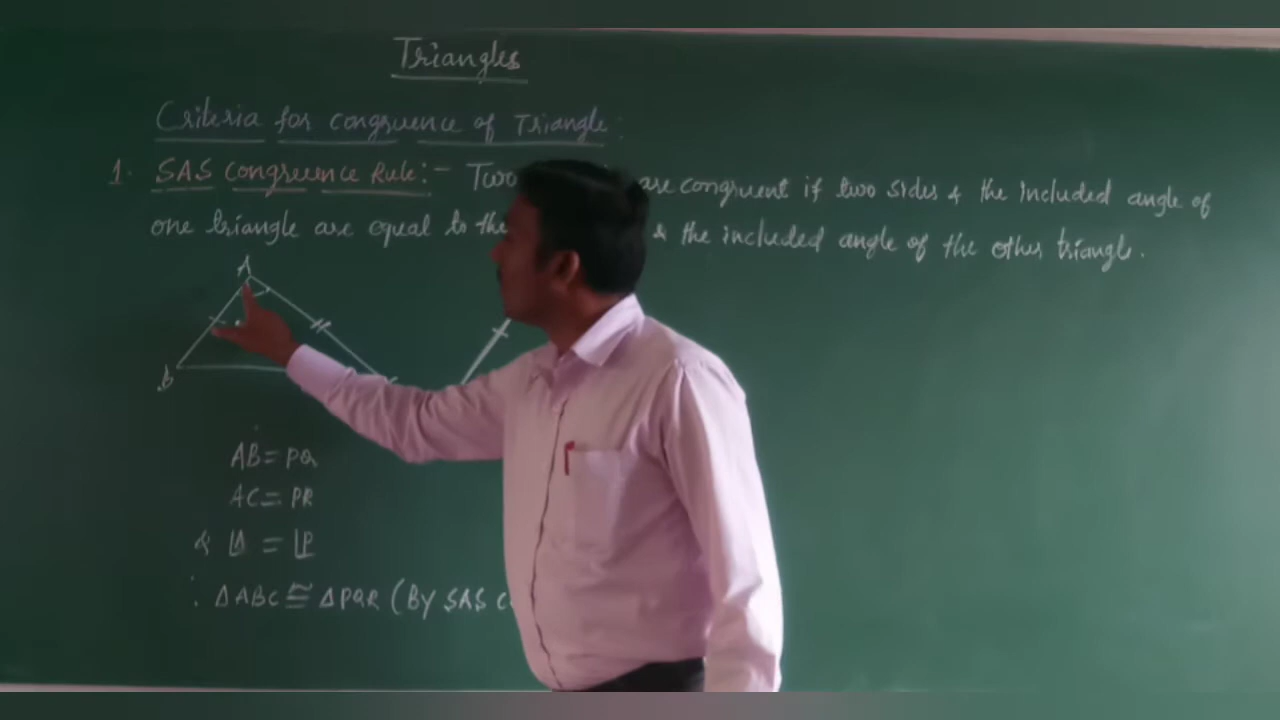 Triangles
Criteria for congruence of Triangle:
1. SAS Congruence Rule:- Two are congruent if two sides & the included angle of
one triangle are equal to the & the included angle of the other triangle.
A
B
AB = PQ
AC = PR
& ∠A = ∠P
∴ ΔABC ≅ ΔPQR (By SAS